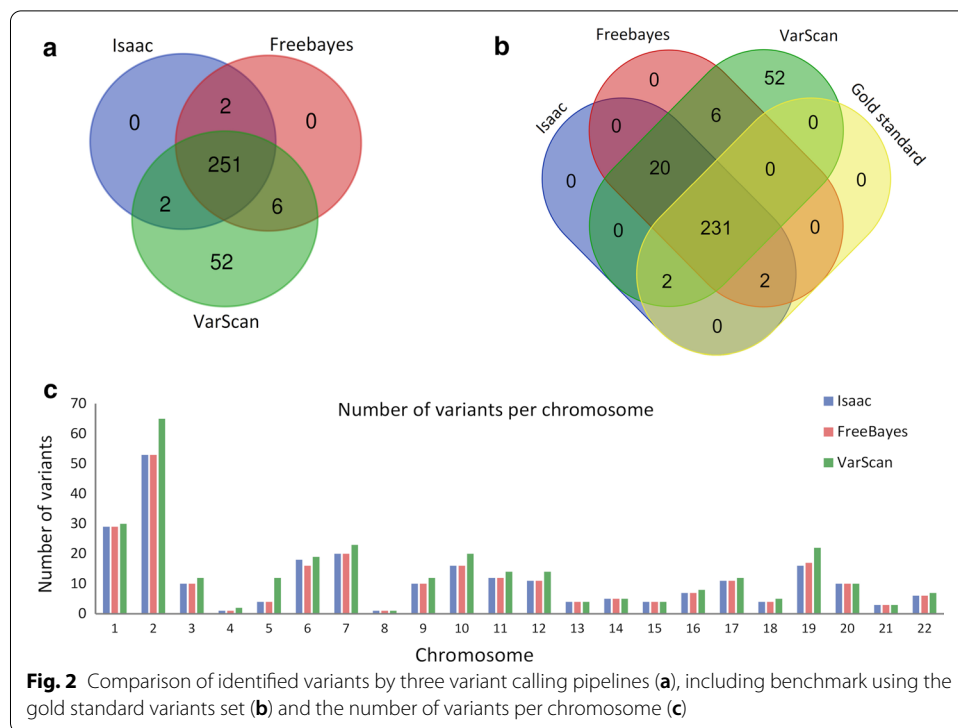 a
Isaac
Freebayes
0
2
0
251
2
6
52
VarScan
b
Freebayes
VarScan
Isaac
Gold standard
0
52
6
0
0
20
0
0
0
0
231
0
2
2
0
c
Number of variants per chromosome
Number of variants
70
60
50
40
30
20
10
0
Isaac
FreeBayes
VarScan
1 2 3 4 5 6 7 8 9 10 11 12 13 14 15 16 17 18 19 20 21 22
Chromosome
Fig. 2 Comparison of identified variants by three variant calling pipelines (a), including benchmark using the
gold standard variants set (b) and the number of variants per chromosome (c)